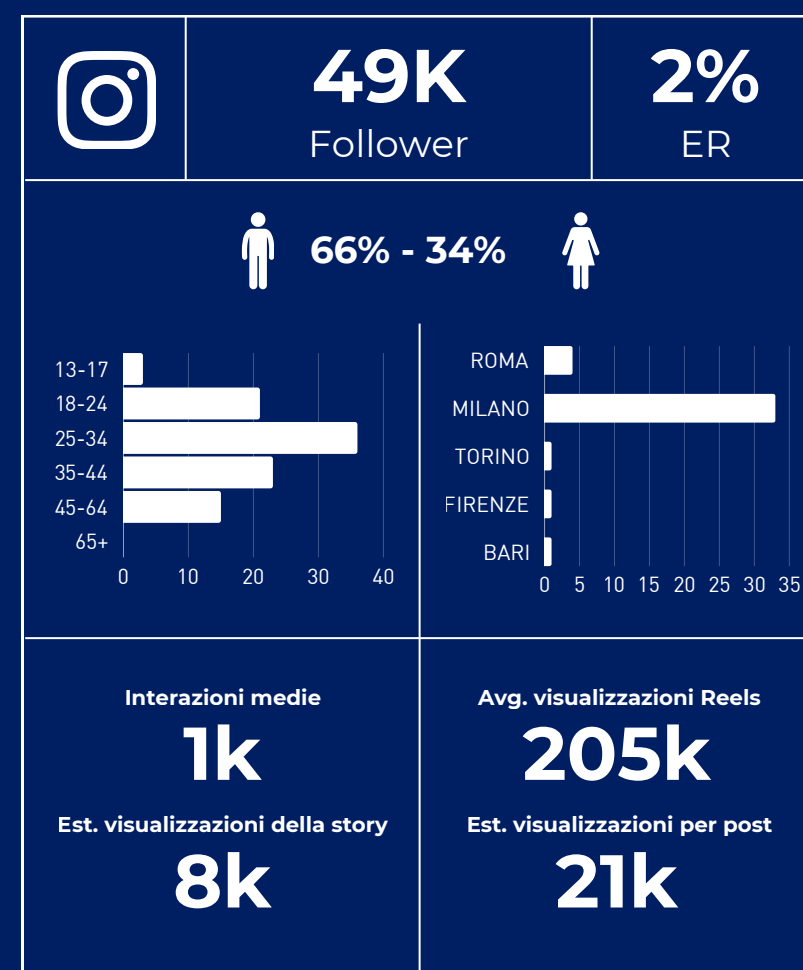 49K
Follower
2%
ER
66% - 34%
13-17
18-24
25-34
35-44
45-64
65+
0 10 20 30 40
ROMA
MILANO
TORINO
FIRENZE
BARI
0 5 10 15 20 25 30 35
Interazioni medie
1k
Est. visualizzazioni della story
8k
Avg. visualizzazioni Reels
205k
Est. visualizzazioni per post
21k